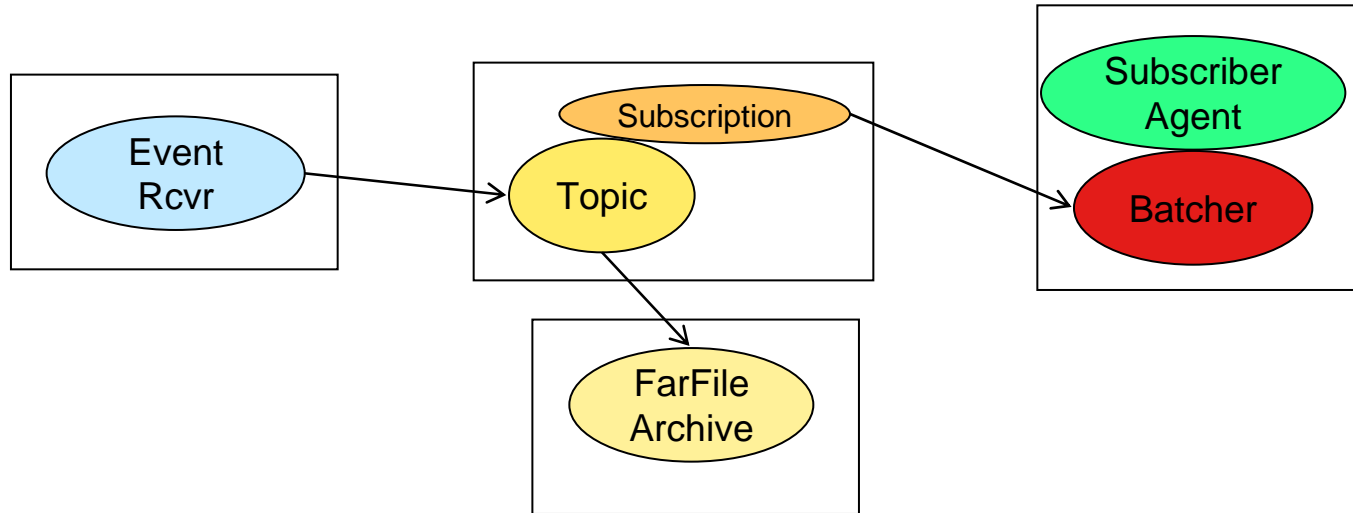 Event
Rcvr
Subscription
Topic
Subscriber
Agent
Batcher
FarFile
Archive